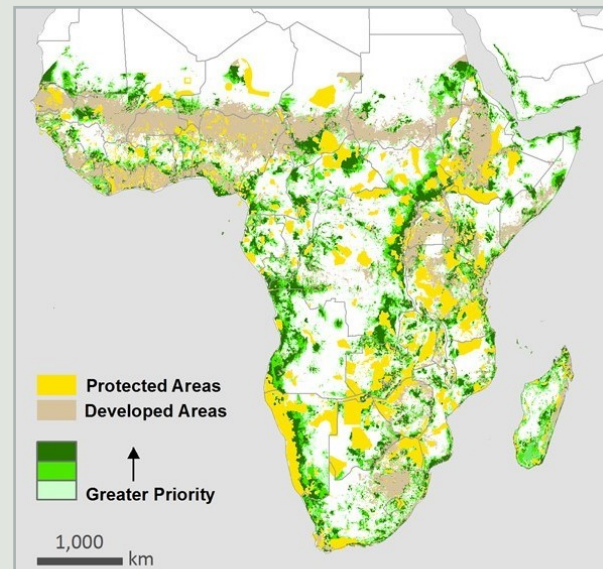 Protected Areas
Developed Areas
Greater Priority
1,000
km